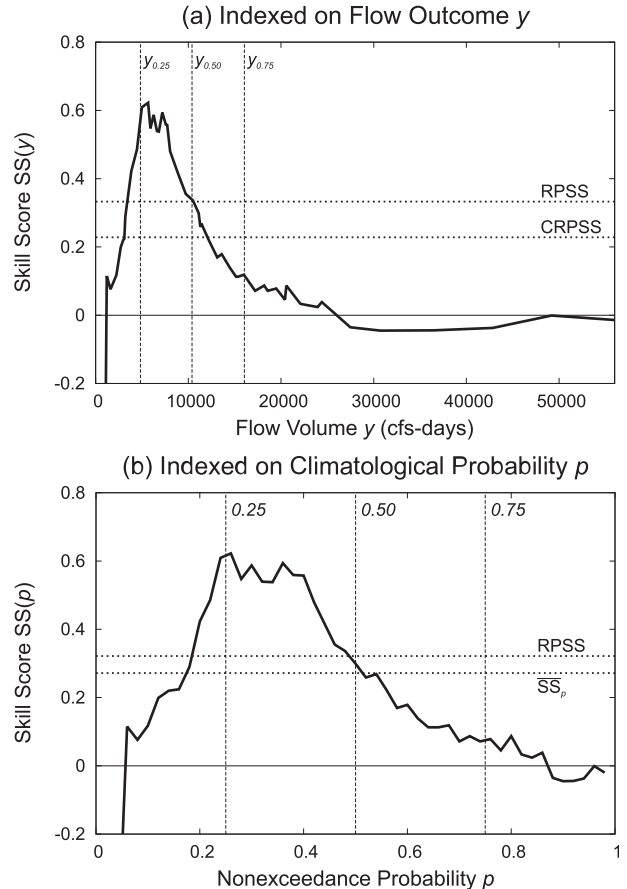 (a) Indexed on Flow Outcome y
0.8
y0.25 y0.50 y0.75
0.6
Skill Score SS(y)
0.4
RPSS
0.2
CRPSS
0
-0.2
0 10000 20000 30000 40000 50000
Flow Volume y (cfs-days)
(b) Indexed on Climatological Probability p
0.8
0.25 0.50 0.75
0.6
Skill Score SS(p)
0.4
RPSS
SSp
0.2
0
-0.2
0 0.2 0.4 0.6 0.8 1
Nonexceedance Probability p